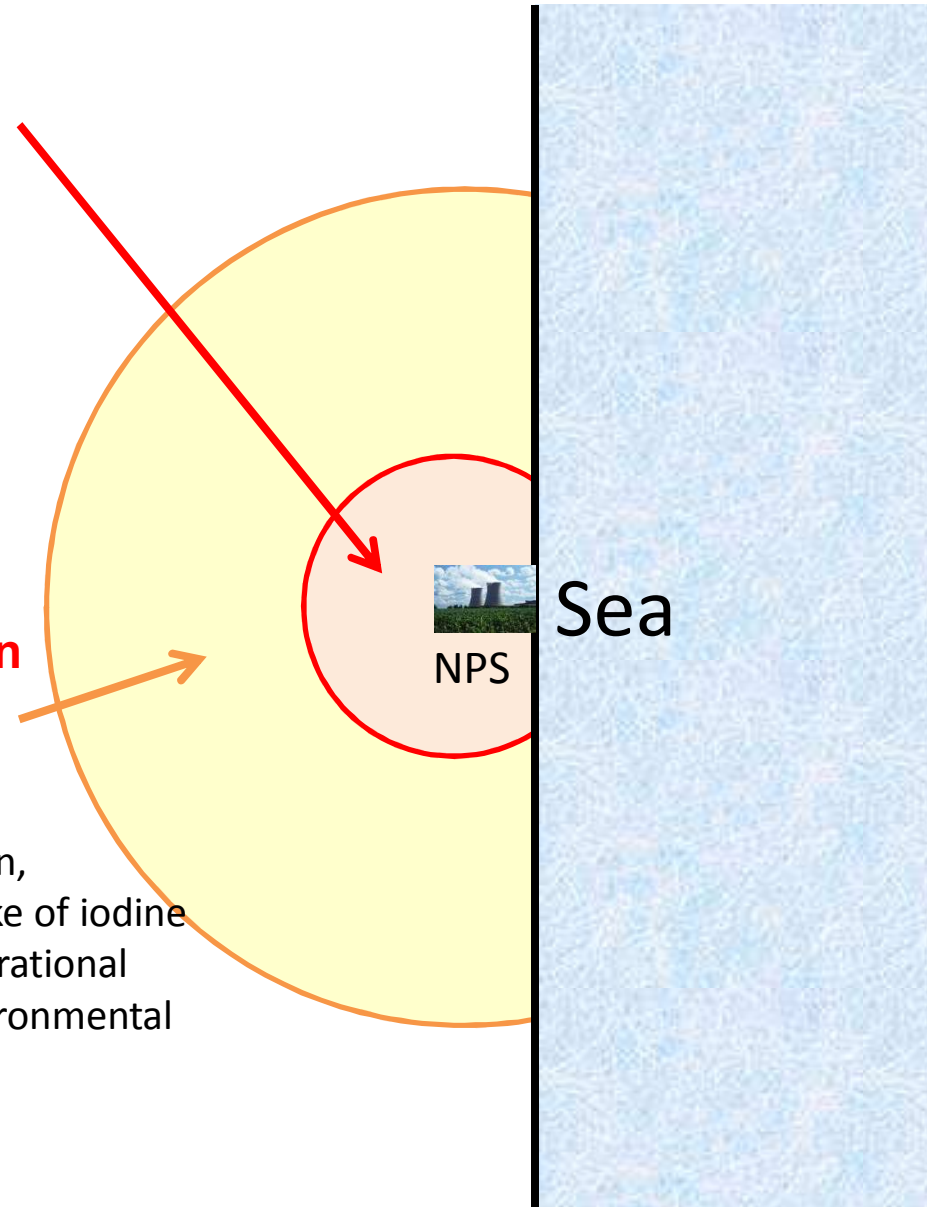 Sea
n
NPS
n,
ke of iodine
rational
ronmental